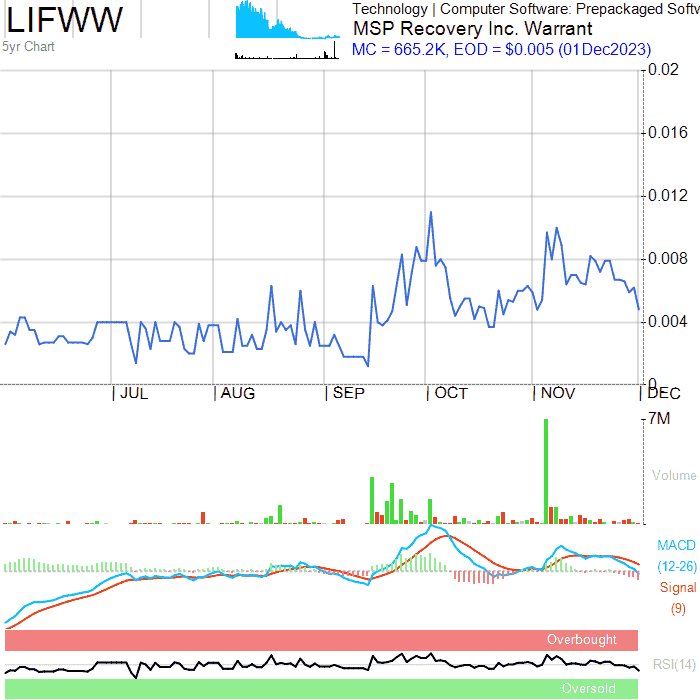 LIFWW
5yr Chart
Technology | Computer Software: Prepackaged Softw
MSP Recovery Inc. Warrant
MC = 665.2K, EOD = $0.005 (01Dec2023)
0.02
0.016
0.012
0.008
0.004
0
| JUL | AUG | SEP | OCT | NOV | DEC
7M
Volume
MACD
(12-26)
Signal
(9)
Overbought
RSI(14)
Oversold